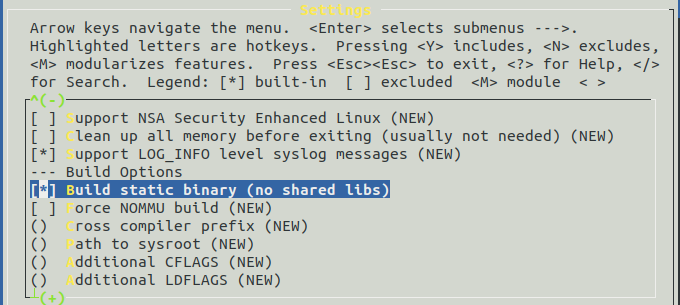 Settings
Arrow keys navigate the menu.  <Enter> selects submenus --->.
Highlighted letters are hotkeys.  Pressing <Y> includes, <N> excludes,
<M> modularizes features.  Press <Esc><Esc> to exit, <?> for Help, </>
for Search.  Legend: [*] built-in  [ ] excluded  <M> module  < >
^(-)
[ ] Support NSA Security Enhanced Linux (NEW)
[ ] Clean up all memory before exiting (usually not needed) (NEW)
[*] Support LOG_INFO level syslog messages (NEW)
--- Build Options
[*] Build static binary (no shared libs)
[ ] Force NOMMU build (NEW)
() Cross compiler prefix (NEW)
() Path to sysroot (NEW)
() Additional CFLAGS (NEW)
() Additional LDFLAGS (NEW)
(+)